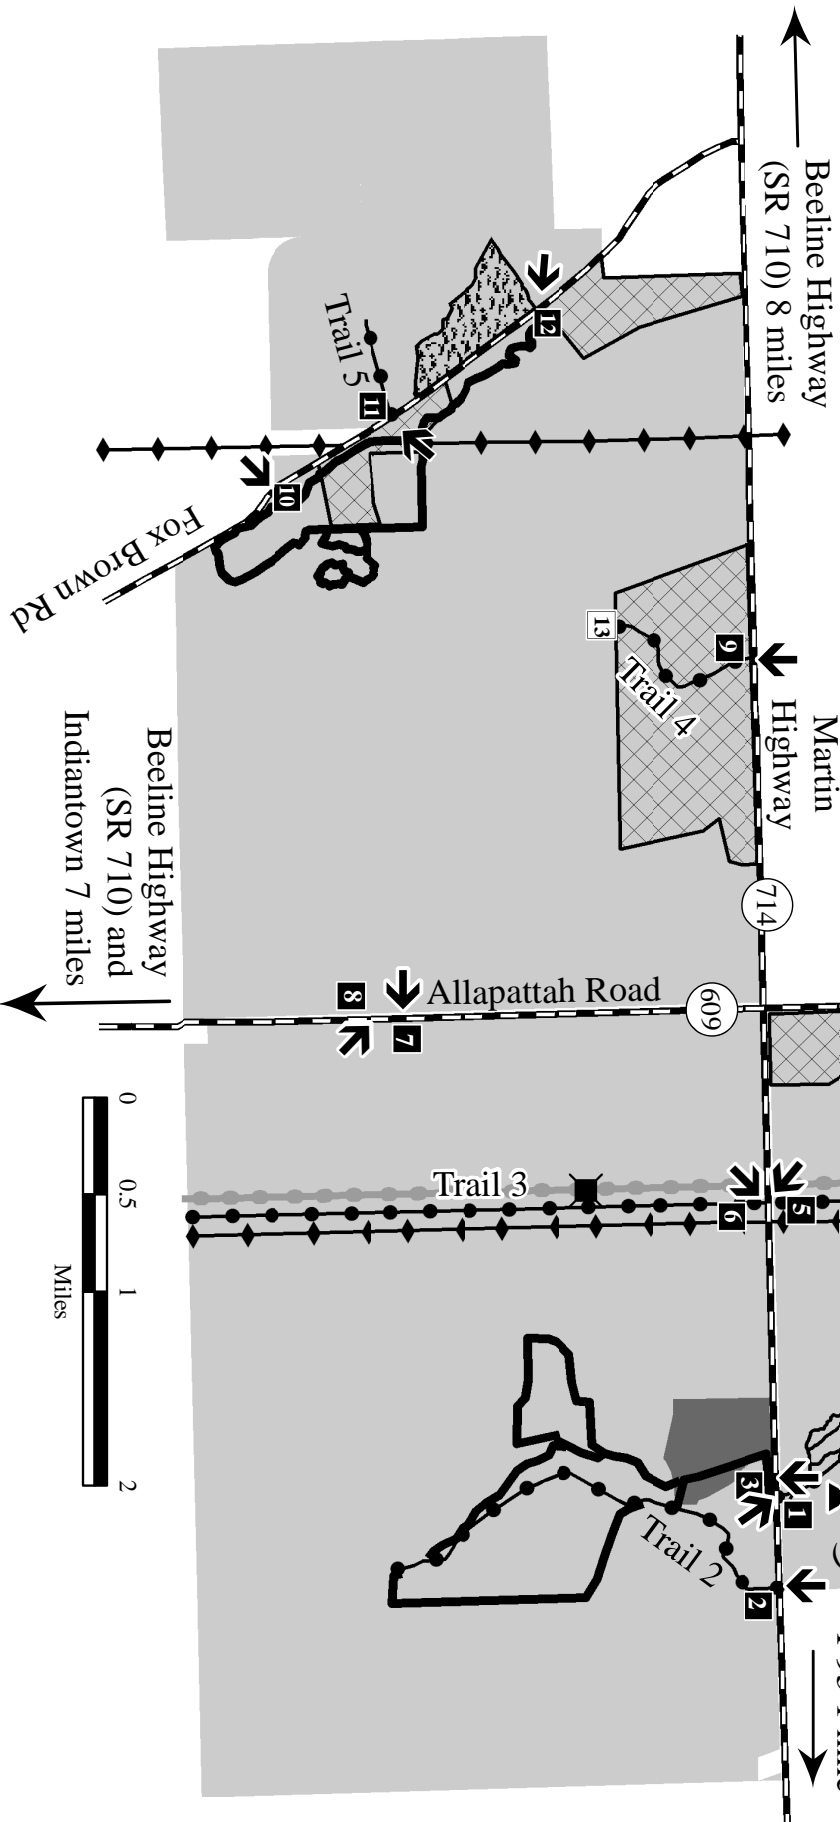 Beeline Highway
(SR 710) 8 miles
12
Trail 5
11
10
Fox Brown Rd
13
9
Trail 4
Martin
Highway
714
Beeline Highway
(SR 710) and
Indiantown 7 miles
Allapattah Road
609
8
7
0
0.5
1
2
Miles
Trail 3
5
6
3
1
Trail 2
2